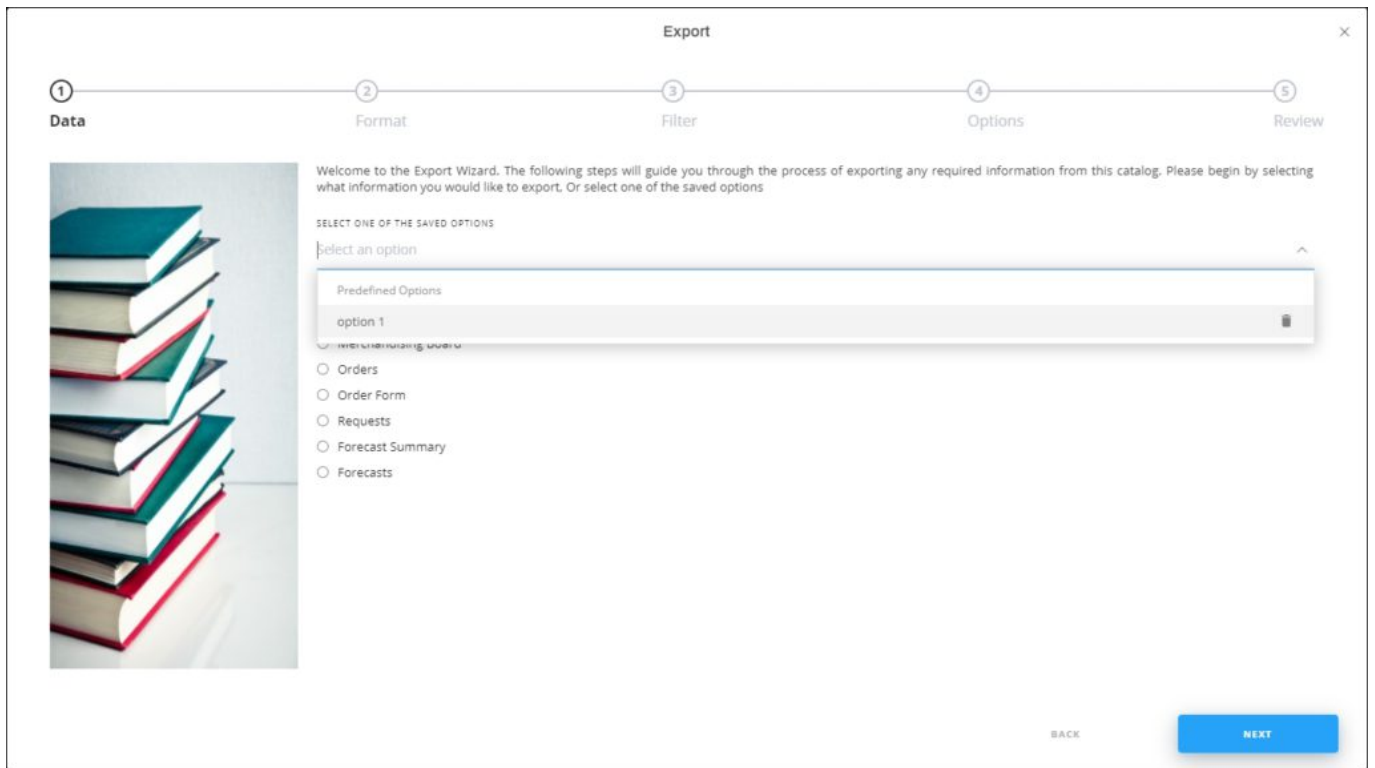 Export
1
2
3
4
5
Data
Format
Filter
Options
Review
Welcome to the Export Wizard. The following steps will guide you through the process of exporting any required information from this catalog. Please begin by selecting
what information you would like to export. Or select one of the saved options
SELECT ONE OF THE SAVED OPTIONS
Select an option
Predefined Options
option 1
Merchandising Board
Orders
Order Form
Requests
Forecast Summary
Forecasts
BACK
NEXT